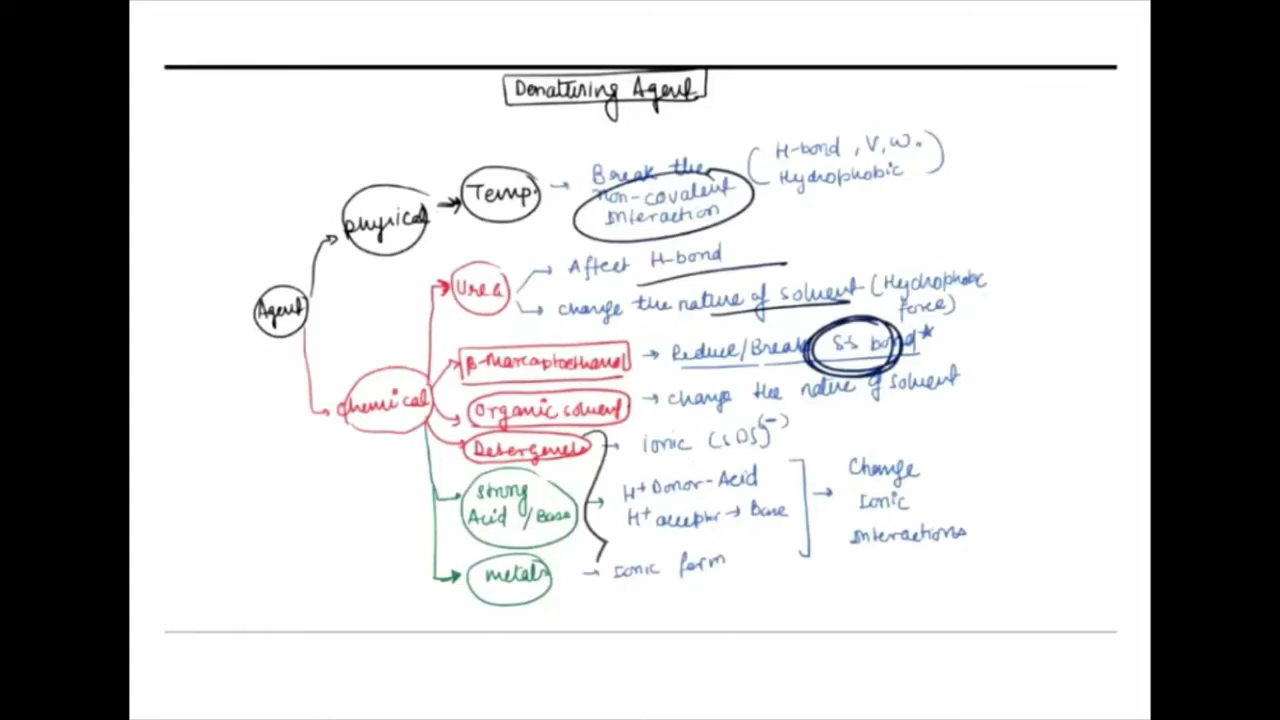 Denaturing Agent
Agent
Physical
Temp.
Break the
non-covalent
Interaction
(H-bond, V.W.
Hydrophobic)
Chemical
Urea
Affect H-bond
change the nature of solvent (Hydrophobic
force)
β-Marcaptoethanol
Reduce/Break S-S bond*
Organic solvent
change the nature of solvent
Detergents
ionic (SDS)(-)
Strong
Acid/Base
H+ Donor-Acid
H+ acceptor → Base
Metals
Ionic form
Change
Ionic
Interactions